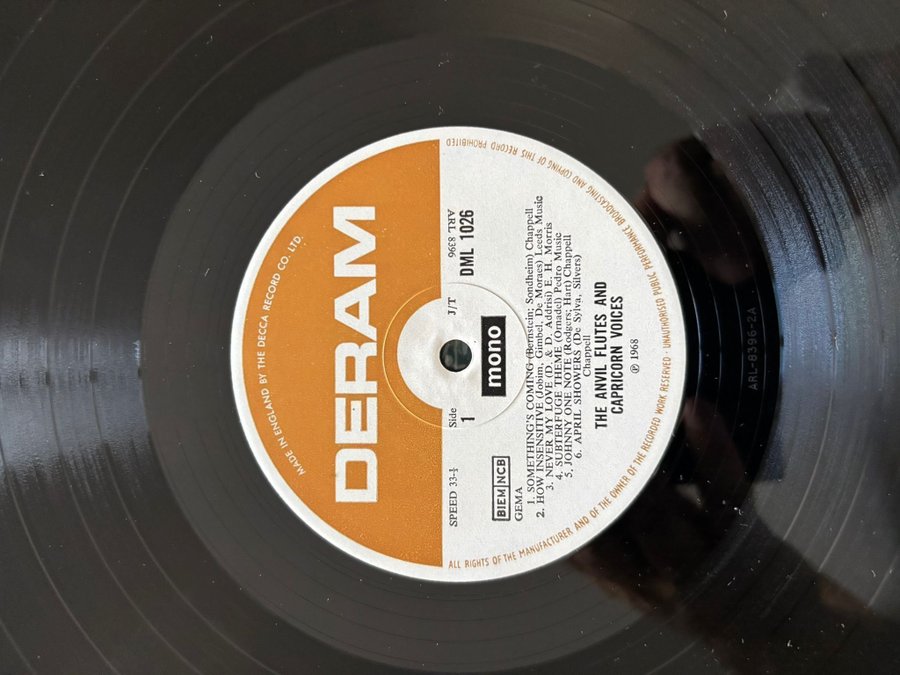 MADE IN ENGLAND BY THE DECCA RECORD CO. LTD.
DERAM
SPEED 33-⅓
Side
1
J/T
ARL 8396
DML 1026
mono
BIEM NCB
GEMA
1. SOMETHING'S COMING (Bernstein; Sondheim) Chappell
2. HOW INSENSITIVE (Jobim, Gimbel, De Moraes) Leeds Music
3. NEVER MY LOVE (D. & D. Addrisi) E. H. Morris
4. SUBTERFUGE THEME (Ornadel) Pedro Music
5. JOHNNY ONE NOTE (Rodgers; Hart) Chappell
6. APRIL SHOWERS (De Sylva, Silvers)
Chappell
THE ANVIL FLUTES AND
CAPRICORN VOICES
℗ 1968
ALL RIGHTS OF THE MANUFACTURER AND OF THE OWNER OF THE RECORDED WORK RESERVED · UNAUTHORISED PUBLIC PERFORMANCE BROADCASTING AND COPYING OF THIS RECORD PROHIBITED
ARL-8396-2A